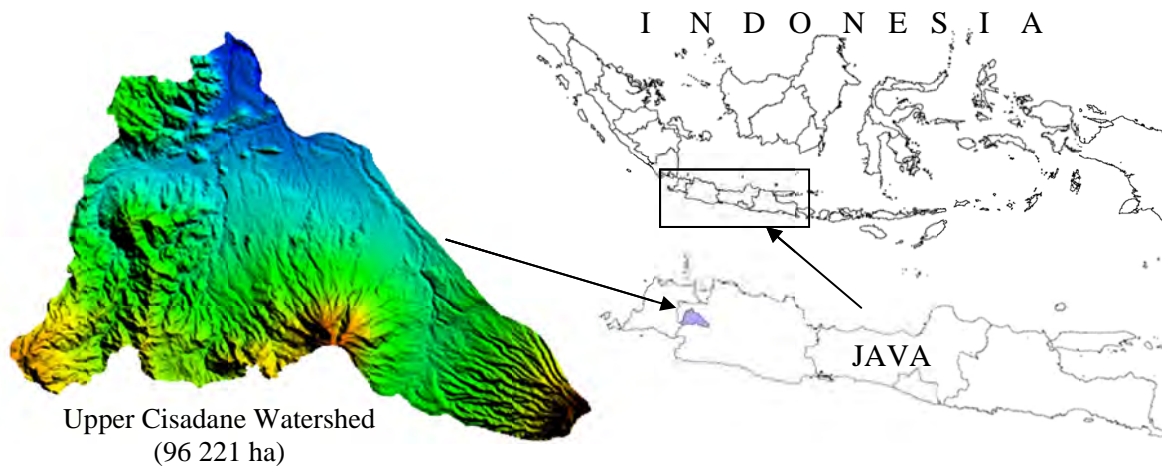 I N D O N E S I A
JAVA
Upper Cisadane Watershed
(96 221 ha)